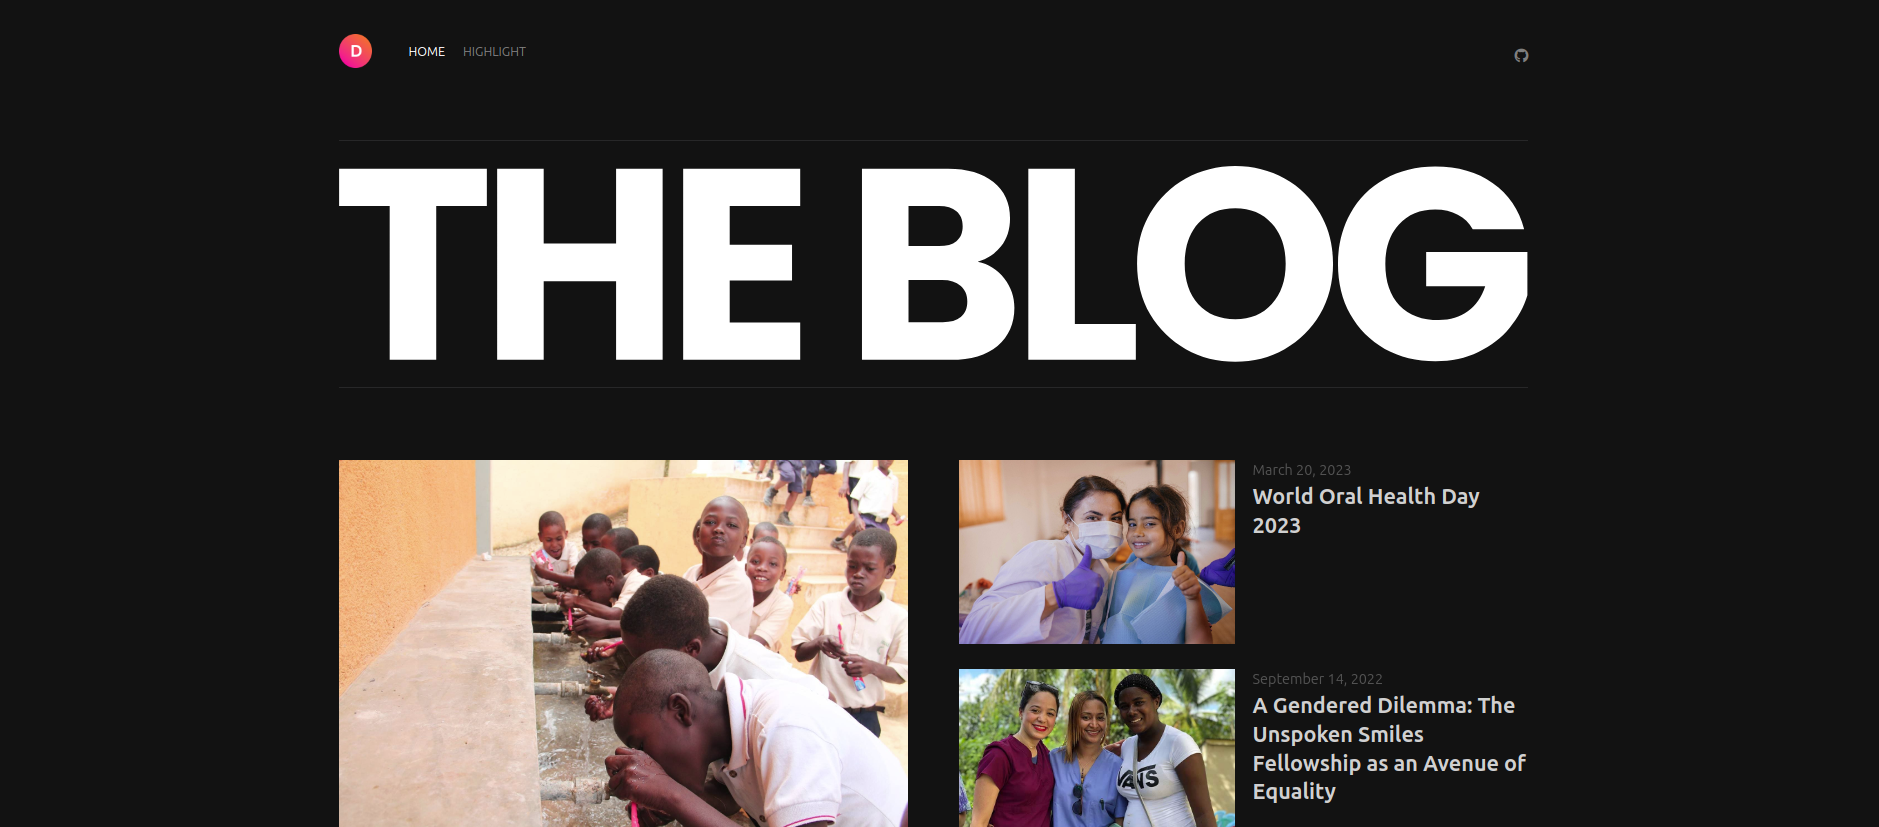 D
HOME HIGHLIGHT
THE BLOG
March 20, 2023
World Oral Health Day
2023
September 14, 2022
A Gendered Dilemma: The
Unspoken Smiles
Fellowship as an Avenue of
Equality
VANS